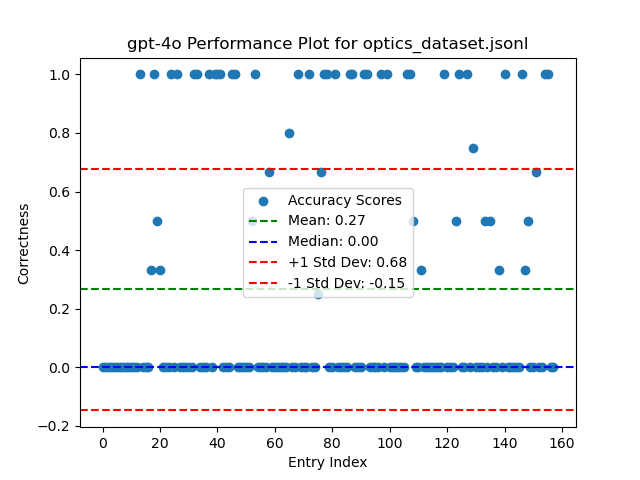 gpt-4o Performance Plot for optics_dataset.jsonl
1.0
0.8
0.6
0.4
0.2
0.0
−0.2
Correctness
Accuracy Scores
Mean: 0.27
Median: 0.00
+1 Std Dev: 0.68
-1 Std Dev: -0.15
0 20 40 60 80 100 120 140 160
Entry Index